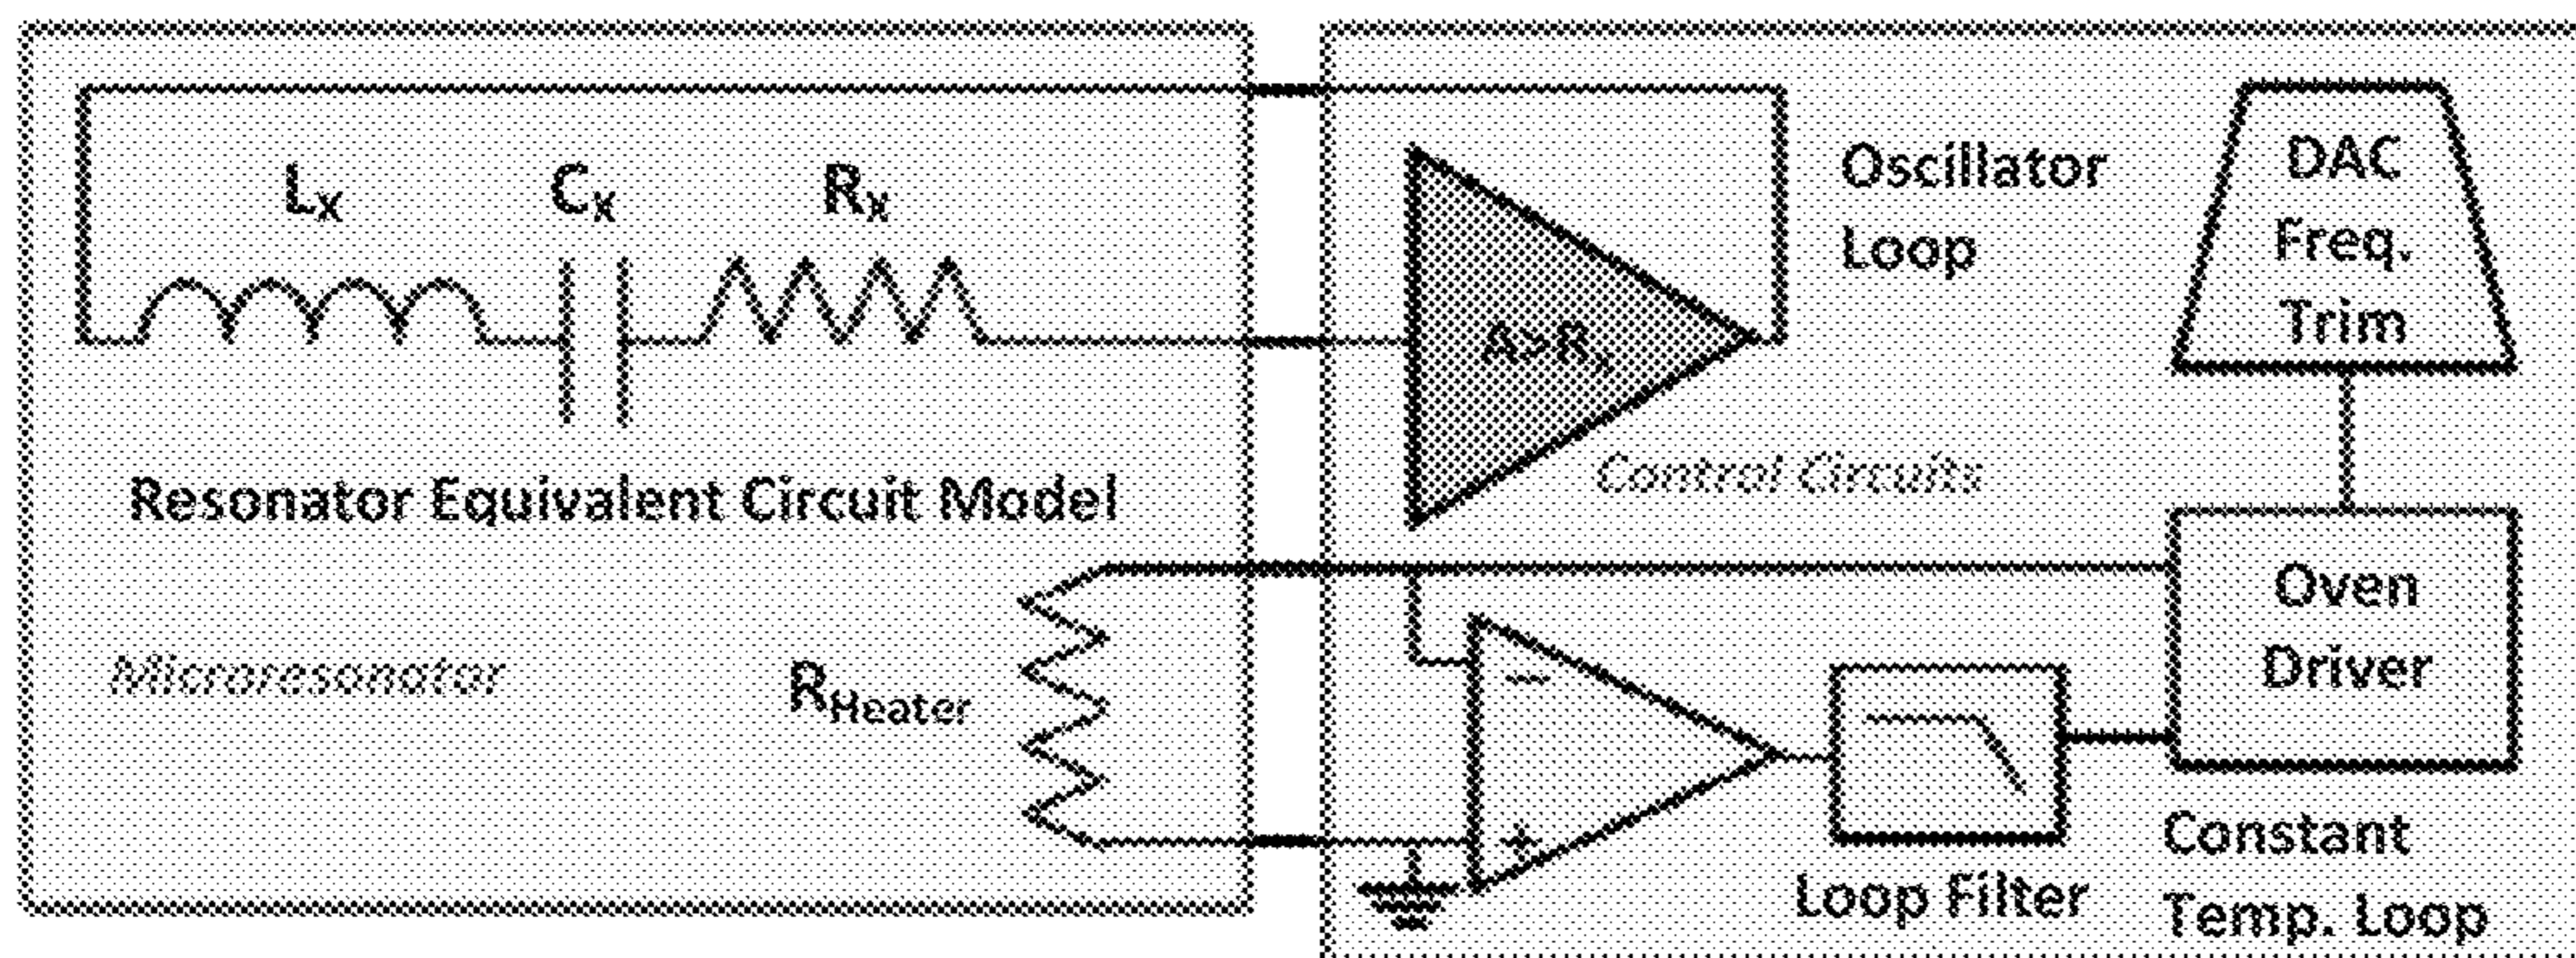 Lx Cx Rx
Oscillator
Loop
DAC
Freq.
Trim
A>Rx
Control Circuits
Resonator Equivalent Circuit Model
Microresonator
RHeater
−
+
Oven
Driver
Loop Filter
Constant
Temp. Loop